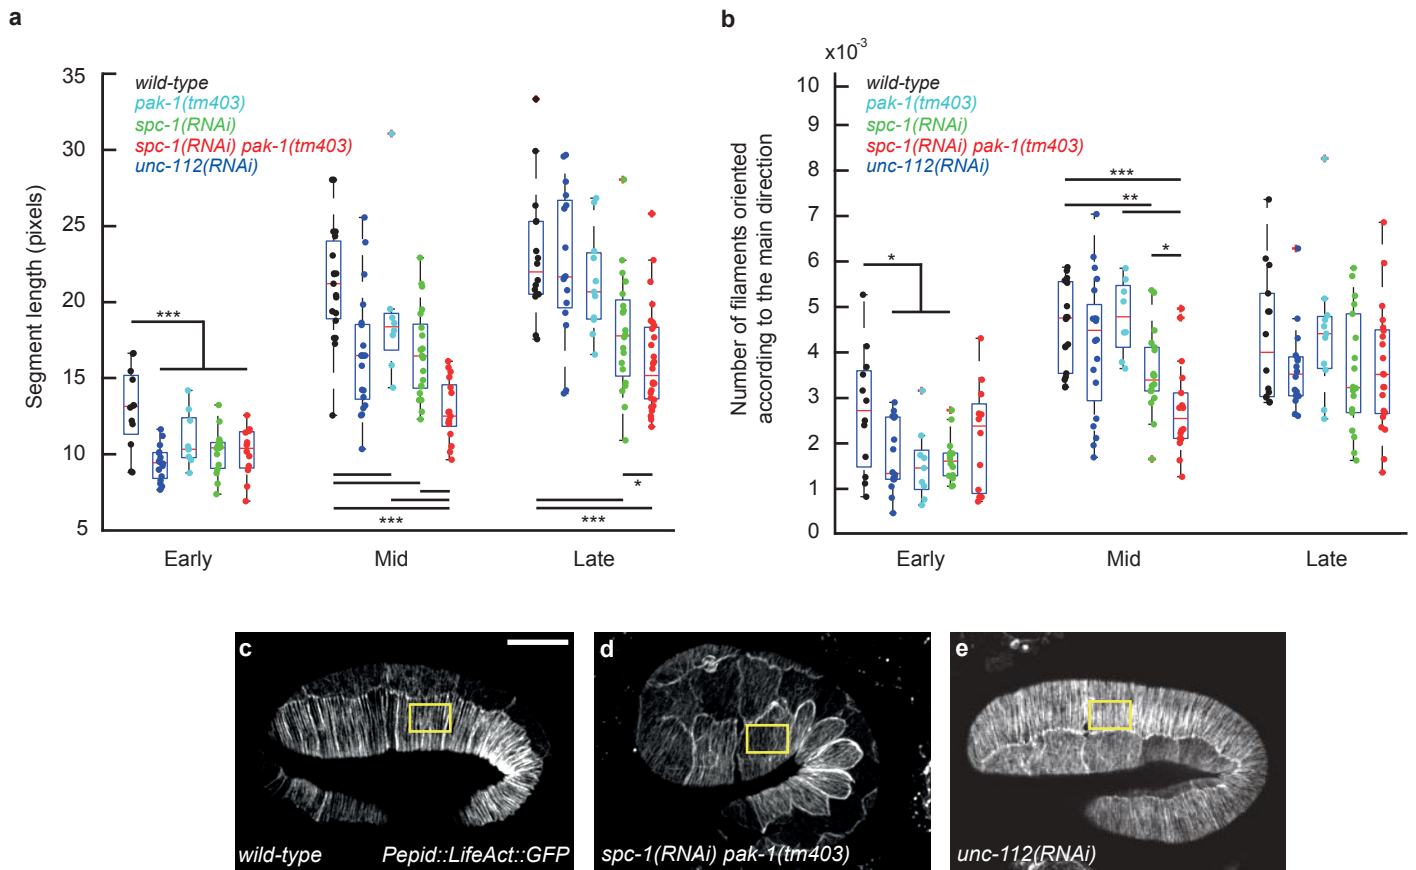 a
Segment length (pixels)
35
30
25
20
15
10
5
wild-type
pak-1(tm403)
spc-1(RNAi)
spc-1(RNAi) pak-1(tm403)
unc-112(RNAi)
***
***
*
***
Early
Mid
Late
b
x10-3
Number of filaments oriented
according to the main direction
10
9
8
7
6
5
4
3
2
1
0
wild-type
pak-1(tm403)
spc-1(RNAi)
spc-1(RNAi) pak-1(tm403)
unc-112(RNAi)
*
***
**
*
Early
Mid
Late
c
wild-type
Pepid::LifeAct::GFP
d
spc-1(RNAi) pak-1(tm403)
e
unc-112(RNAi)